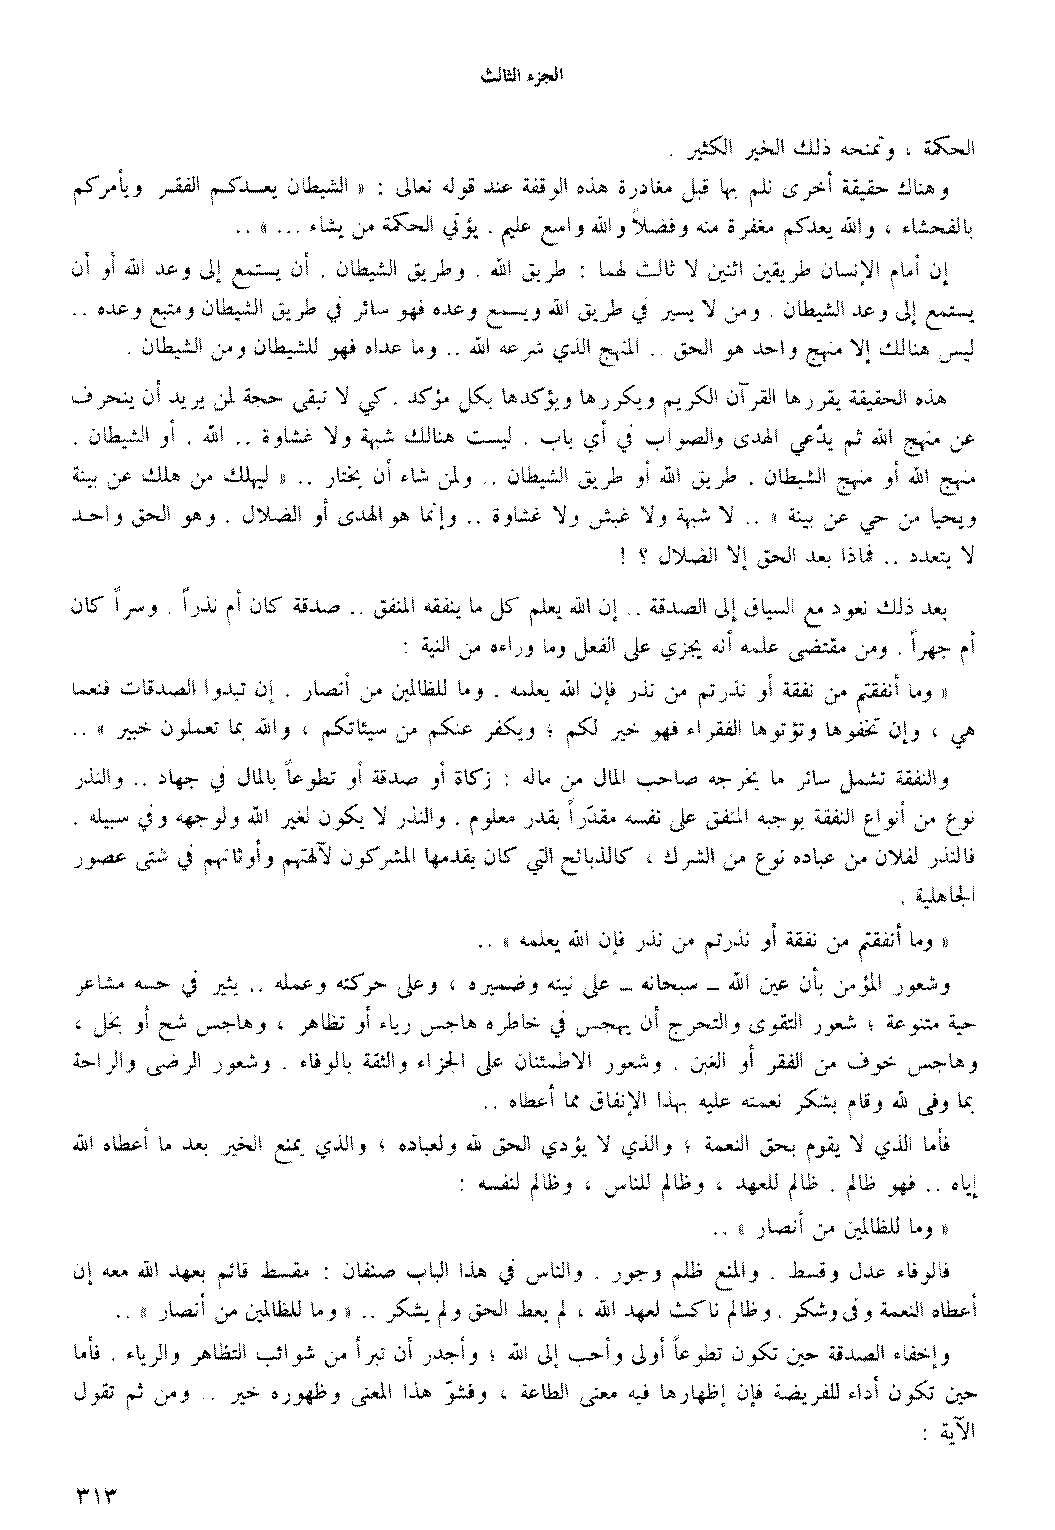 الجزء الثالث
الحكمة ، وتمنحه ذلك الخير الكثير .
وهناك حقيقة أخرى نلم بها قبل مغادرة هذه الوقفة عند قوله تعالى : « الشيطان يعدكم الفقر ويأمركم
بالفحشاء ، والله يعدكم مغفرة منه وفضلاً والله واسع عليم . يؤتي الحكمة من يشاء ... » ..
إن أمام الإنسان طريقين اثنين لا ثالث لهما : طريق الله . وطريق الشيطان . أن يستمع إلى وعد الله أو أن
يستمع إلى وعد الشيطان . ومن لا يسير في طريق الله ويسمع وعده فهو سائر في طريق الشيطان ومتبع وعده ..
ليس هنالك إلا منهج واحد هو الحق .. المنهج الذي شرعه الله .. وما عداه فهو للشيطان ومن الشيطان .
هذه الحقيقة يقررها القرآن الكريم ويكررها ويؤكدها بكل مؤكد . كي لا تبقى حجة لمن يريد أن ينحرف
عن منهج الله ثم يدّعي الهدى والصواب في أي باب . ليست هنالك شبهة ولا غشاوة .. الله . أو الشيطان .
منهج الله أو منهج الشيطان . طريق الله أو طريق الشيطان .. ولمن شاء أن يختار .. « ليهلك من هلك عن بينة
ويحيا من حي عن بينة » .. لا شبهة ولا غبش ولا غشاوة .. وإنما هو الهدى أو الضلال . وهو الحق واحد
لا يتعدد .. فماذا بعد الحق إلا الضلال ؟ !
بعد ذلك نعود مع السياق إلى الصدقة .. إن الله يعلم كل ما ينفقه المنفق .. صدقة كان أم نذراً . وسراً كان
أم جهراً . ومن مقتضى علمه أنه يجزي على الفعل وما وراءه من النية :
« وما أنفقتم من نفقة أو نذرتم من نذر فإن الله يعلمه . وما للظالمين من أنصار . إن تبدوا الصدقات فنعما
هي ، وإن تخفوها وتؤتوها الفقراء فهو خير لكم ؛ ويكفر عنكم من سيئاتكم ، والله بما تعملون خبير » ..
والنفقة تشمل سائر ما يخرجه صاحب المال من ماله : زكاة أو صدقة أو تطوعاً بالمال في جهاد .. والنذر
نوع من أنواع النفقة يوجبه المنفق على نفسه مقدّراً بقدر معلوم . والنذر لا يكون لغير الله ولوجهه وفي سبيله .
فالنذر لفلان من عباده نوع من الشرك ، كالذبائح التي كان يقدمها المشركون لآلهتهم وأوثانهم في شتى عصور
الجاهلية .
« وما أنفقتم من نفقة أو نذرتم من نذر فإن الله يعلمه » ..
وشعور المؤمن بأن عين الله – سبحانه – على نيته وضميره ، وعلى حركته وعمله .. يثير في حسه مشاعر
حية متنوعة ؛ شعور التقوى والتحرج أن يهجس في خاطره هاجس رياء أو تظاهر ، وهاجس شح أو بخل ،
وهاجس خوف من الفقر أو الغبن . وشعور الاطمئنان على الجزاء والثقة بالوفاء . وشعور الرضى والراحة
بما وفى لله وقام بشكر نعمته عليه بهذا الإنفاق مما أعطاه ..
فأما الذي لا يقوم بحق النعمة ؛ والذي لا يؤدي الحق لله ولعباده ؛ والذي يمنع الخير بعد ما أعطاه الله
إياه .. فهو ظالم . ظالم للعهد ، وظالم للناس ، وظالم لنفسه :
« وما للظالمين من أنصار » ..
فالوفاء عدل وقسط . والمنع ظلم وجور . والناس في هذا الباب صنفان : مقسط قائم بعهد الله معه إن
أعطاه النعمة وفى وشكر . وظالم ناكث لعهد الله ، لم يعط الحق ولم يشكر .. « وما للظالمين من أنصار » ..
وإخفاء الصدقة حين تكون تطوعاً أولى وأحب إلى الله ؛ وأجدر أن تبرأ من شوائب التظاهر والرياء . فأما
حين تكون أداء للفريضة فإن إظهارها فيه معنى الطاعة ، وفشوّ هذا المعنى وظهوره خير .. ومن ثم تقول
الآية :
٣١٣